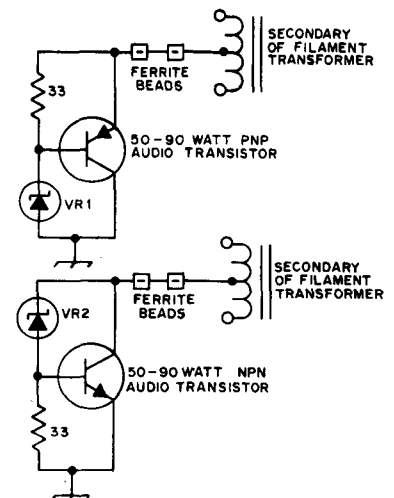 SECONDARY
OF FILAMENT
TRANSFORMER
FERRITE
BEADS
33
50-90 WATT PNP
AUDIO TRANSISTOR
VR1
SECONDARY
OF FILAMENT
TRANSFORMER
FERRITE
BEADS
VR2
50-90 WATT NPN
AUDIO TRANSISTOR
33